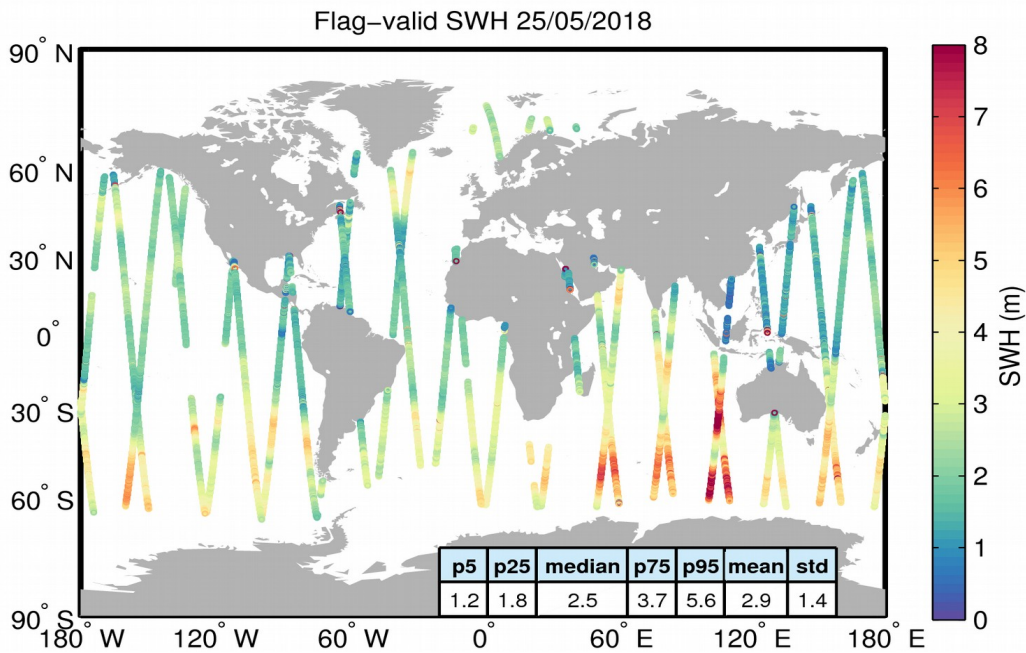 Flag−valid SWH 25/05/2018
90° N
60° N
30° N
0°
30° S
60° S
90° S
180° W
120° W
60° W
0°
60° E
120° E
180° E
8
7
6
5
4
3
2
1
0
SWH (m)
p5 p25 median p75 p95 mean std
1.2 1.8 2.5 3.7 5.6 2.9 1.4